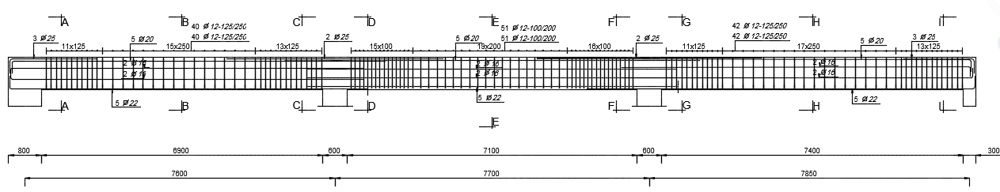 A B C D E F G H I
40 Ø 12-125/250 51 Ø 12-100/200 42 Ø 12-125/250
3 Ø 25 5 Ø 20 40 Ø 12-125/250 2 Ø 25 5 Ø 20 51 Ø 12-100/200 2 Ø 25 42 Ø 12-125/250 5 Ø 20 3 Ø 25
11x125 15x250 13x125 15x100 19x200 16x100 11x125 17x250 13x125
2 Ø 16 2 Ø 16 2 Ø 16
2 Ø 16 2 Ø 16 2 Ø 16
5 Ø 22 5 Ø 22 5 Ø 22
A B C D F G H I
E
800 6900 600 7100 600 7400 300
7600 7700 7850